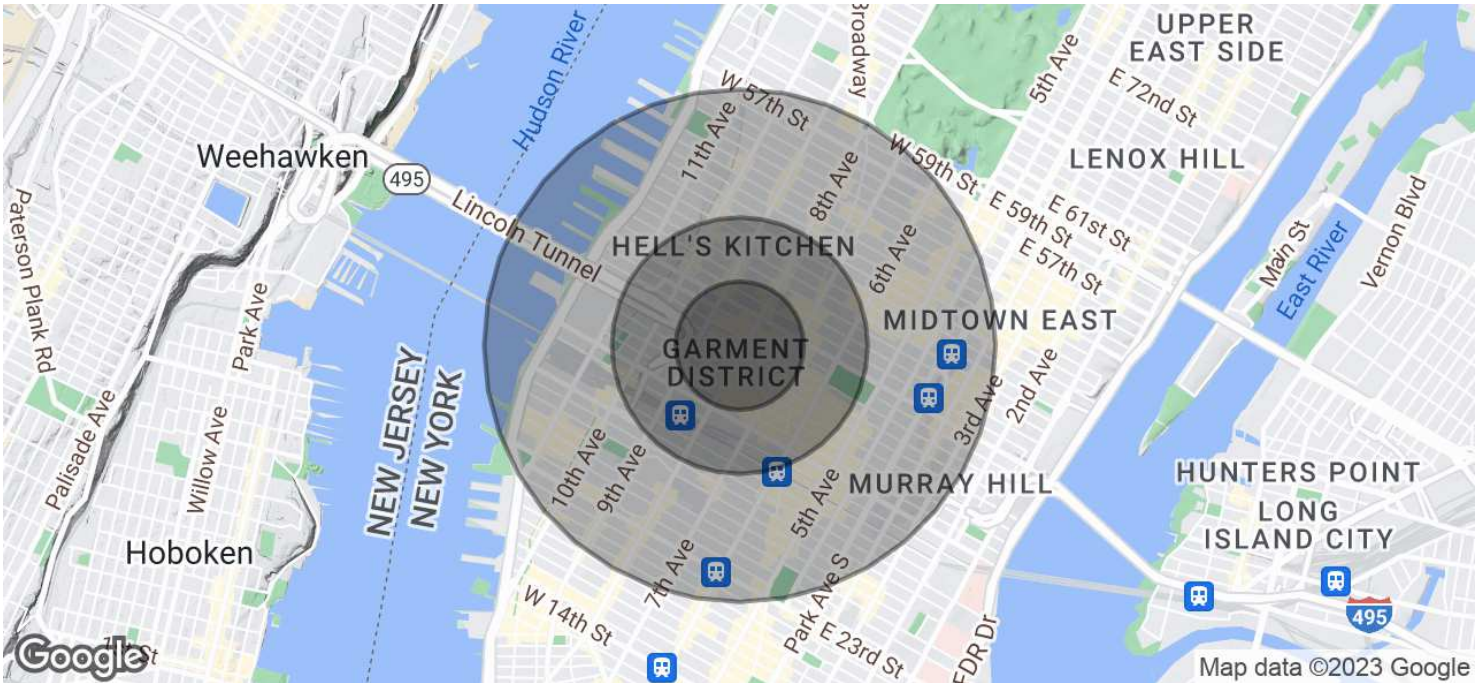 UPPER
EAST SIDE
Broadway
5th Ave
E 72nd St
Hudson River
W 57th St
11th Ave
Weehawken
495
W 59th St
LENOX HILL
8th Ave
E 59th St
E 61st St
E 57th St
Lincoln Tunnel
HELL'S KITCHEN
6th Ave
Main St
East River
Vernon Blvd
Paterson Plank Rd
Park Ave
MIDTOWN EAST
GARMENT
DISTRICT
NEW JERSEY
NEW YORK
2nd Ave
3rd Ave
Palisade Ave
Willow Ave
10th Ave
9th Ave
5th Ave
MURRAY HILL
HUNTERS POINT
LONG
ISLAND CITY
Hoboken
7th Ave
Park Ave S
W 14th St
E 23rd St
FDR Dr
495
St
Google
Map data ©2023 Google